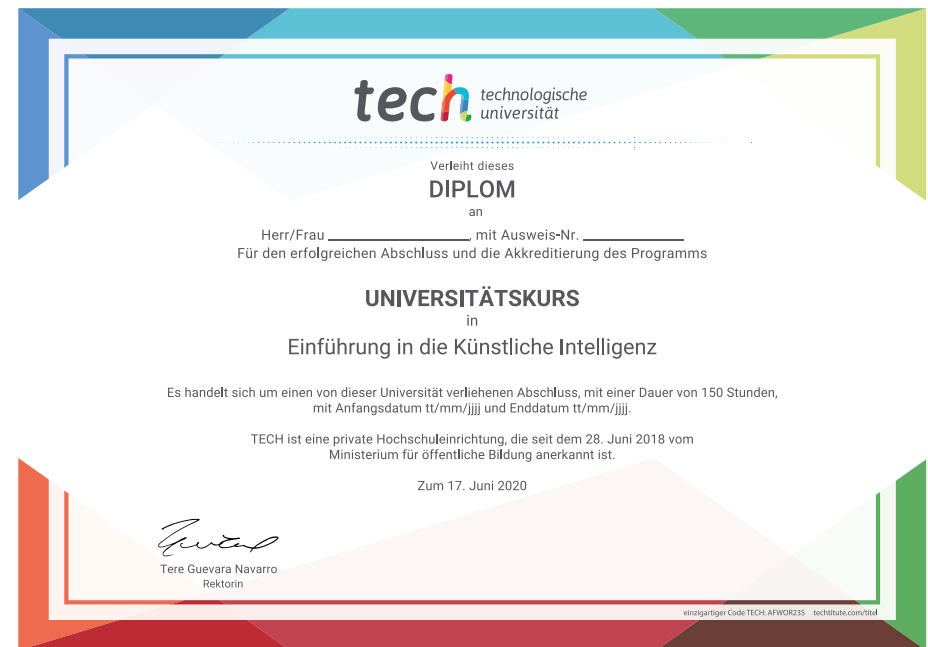 tech technologische
universität
Verleiht dieses
DIPLOM
an
Herr/Frau ____________________, mit Ausweis-Nr. ______________
Für den erfolgreichen Abschluss und die Akkreditierung des Programms
UNIVERSITÄTSKURS
in
Einführung in die Künstliche Intelligenz
Es handelt sich um einen von dieser Universität verliehenen Abschluss, mit einer Dauer von 150 Stunden,
mit Anfangsdatum tt/mm/jjjj und Enddatum tt/mm/jjjj.
TECH ist eine private Hochschuleinrichtung, die seit dem 28. Juni 2018 vom
Ministerium für öffentliche Bildung anerkannt ist.
Zum 17. Juni 2020
Tere Guevara Navarro
Rektorin
einzigartiger Code TECH: AFWOR23S techtitute.com/titel